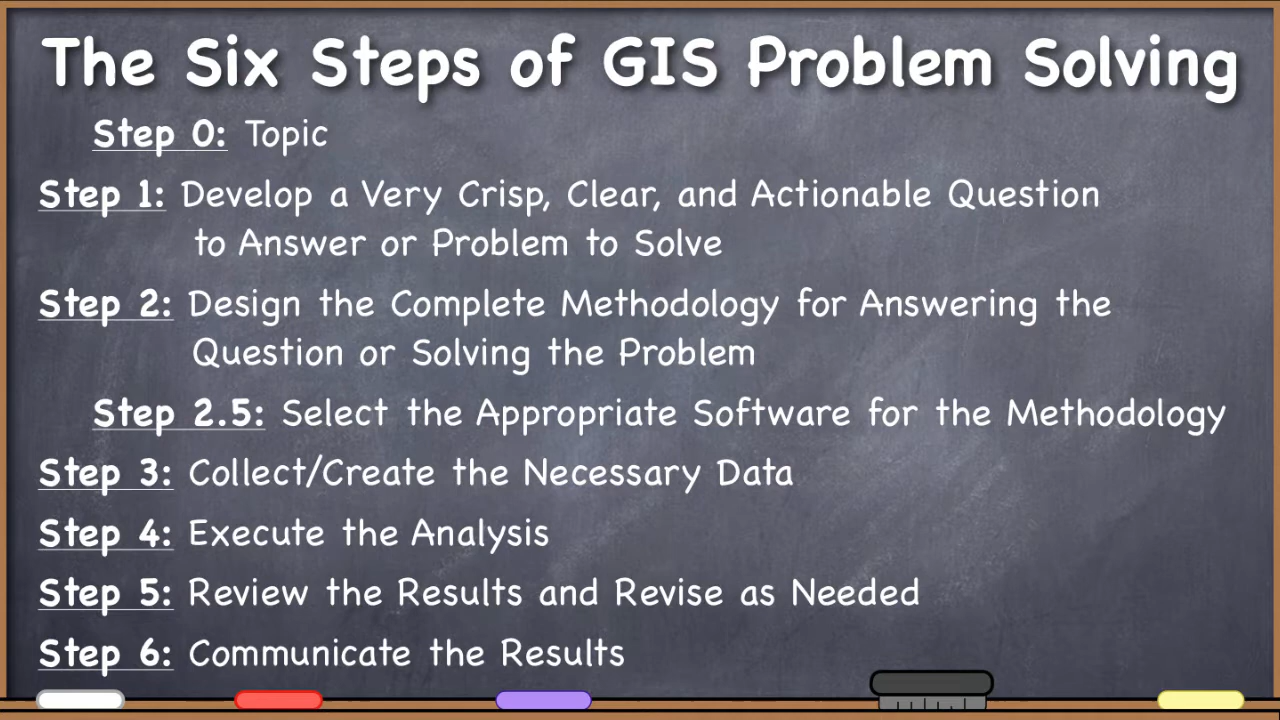 The Six Steps of GIS Problem Solving
Step 0: Topic
Step 1: Develop a Very Crisp, Clear, and Actionable Question
to Answer or Problem to Solve
Step 2: Design the Complete Methodology for Answering the
Question or Solving the Problem
Step 2.5: Select the Appropriate Software for the Methodology
Step 3: Collect/Create the Necessary Data
Step 4: Execute the Analysis
Step 5: Review the Results and Revise as Needed
Step 6: Communicate the Results